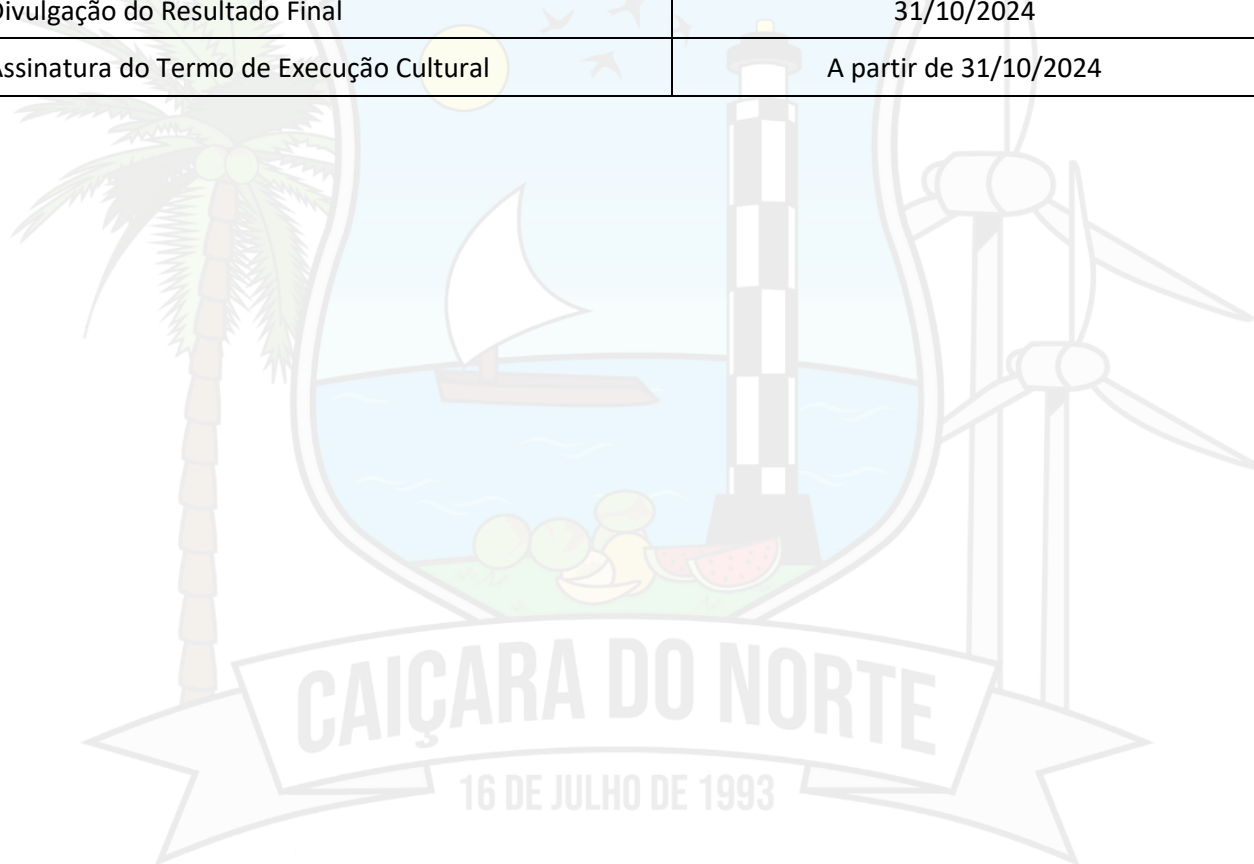 Divulgação do Resultado Final 31/10/2024
Assinatura do Termo de Execução Cultural A partir de 31/10/2024
CAIÇARA DO NORTE
16 DE JULHO DE 1993